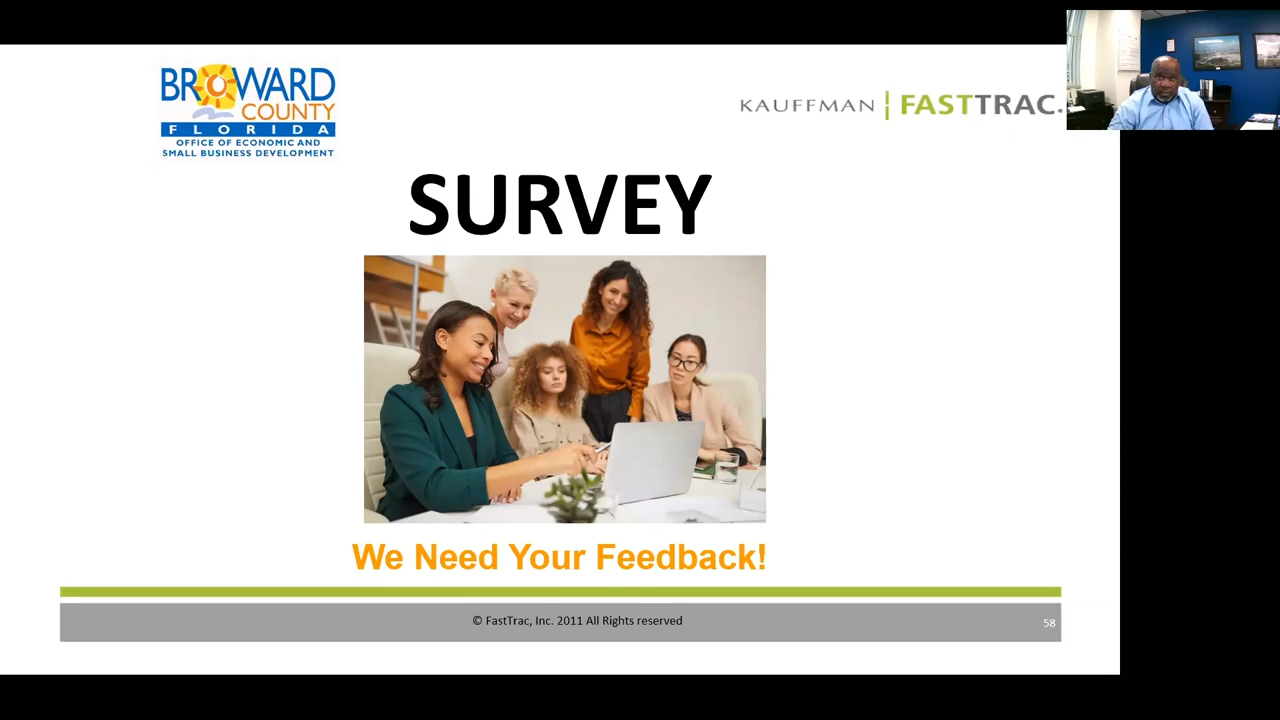 BROWARD
COUNTY
FLORIDA
OFFICE OF ECONOMIC AND
SMALL BUSINESS DEVELOPMENT
KAUFFMAN | FASTTRAC.
SURVEY
We Need Your Feedback!
© FastTrac, Inc. 2011 All Rights reserved
58